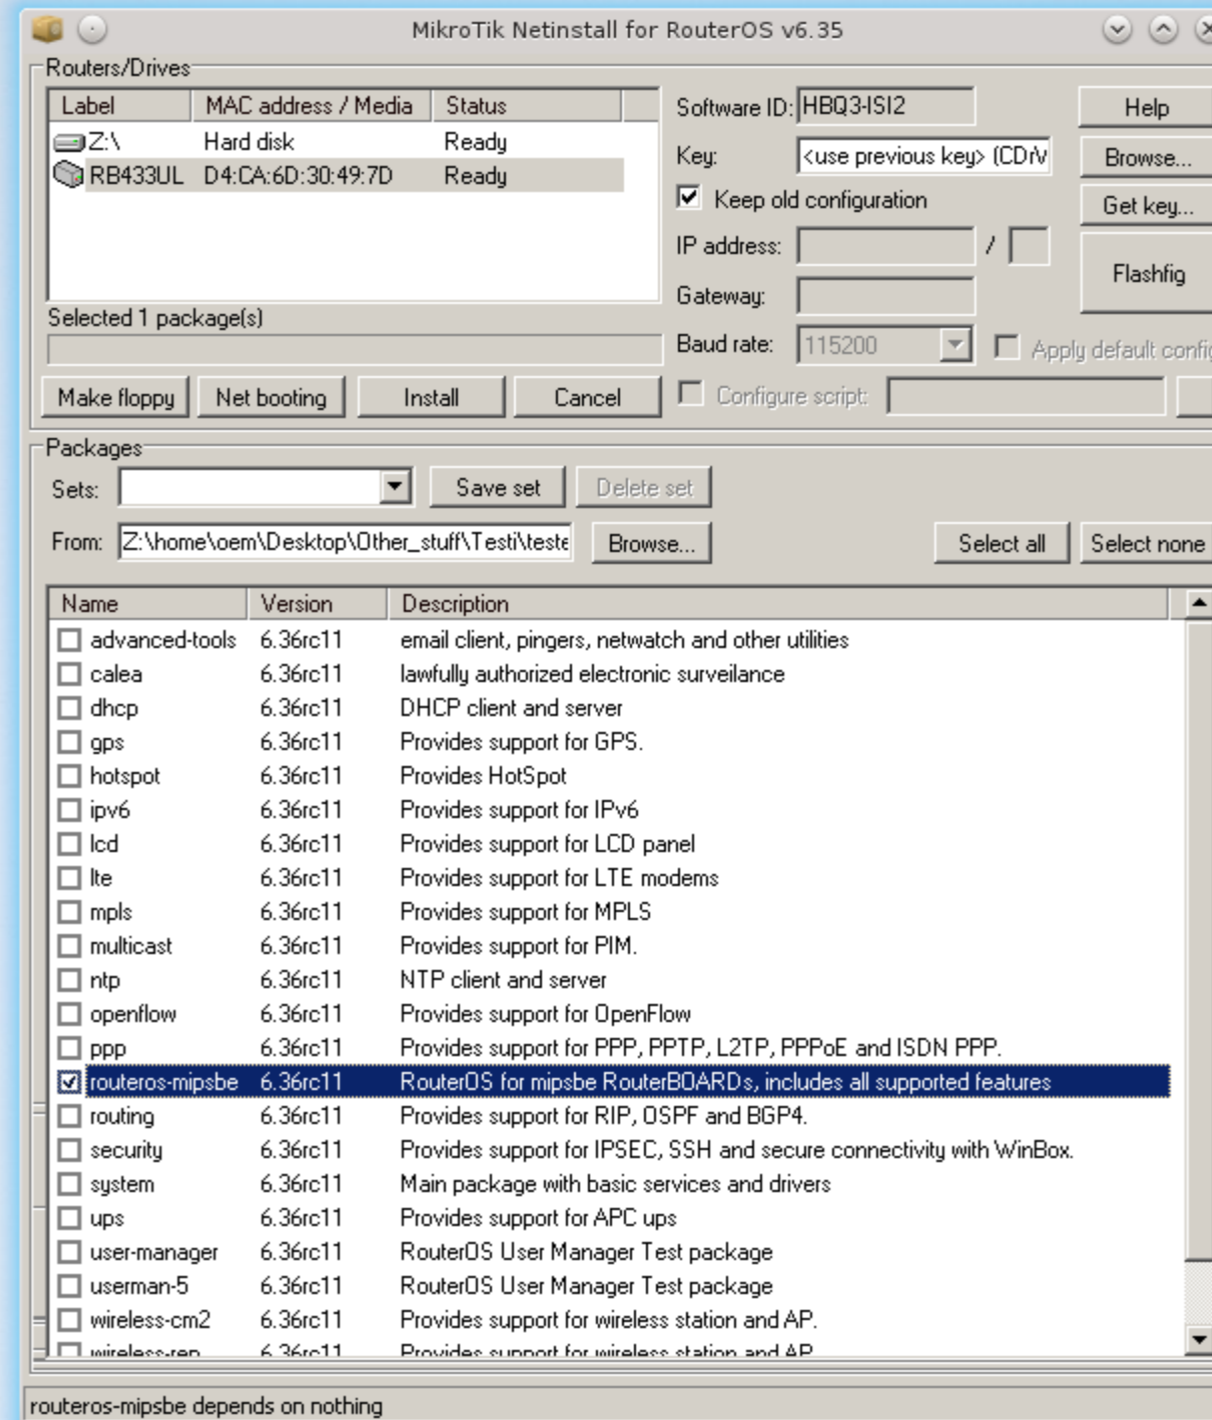 MikroTik Netinstall for RouterOS v6.35
Routers/Drives
Label MAC address / Media Status
Z:\ Hard disk Ready
RB433UL D4:CA:6D:30:49:7D Ready
Selected 1 package(s)
Make floppy Net booting Install Cancel
Software ID: HBQ3-ISI2 Help
Key: <use previous key> (CDrV Browse...
Keep old configuration Get key...
IP address: /
Flashfig
Gateway:
Baud rate: 115200 Apply default config
Configure script:
Packages
Sets: Save set Delete set
From: Z:\home\oem\Desktop\Other_stuff\Testi\teste Browse... Select all Select none
Name Version Description
advanced-tools 6.36rc11 email client, pingers, netwatch and other utilities
calea 6.36rc11 lawfully authorized electronic surveilance
dhcp 6.36rc11 DHCP client and server
gps 6.36rc11 Provides support for GPS.
hotspot 6.36rc11 Provides HotSpot
ipv6 6.36rc11 Provides support for IPv6
lcd 6.36rc11 Provides support for LCD panel
lte 6.36rc11 Provides support for LTE modems
mpls 6.36rc11 Provides support for MPLS
multicast 6.36rc11 Provides support for PIM.
ntp 6.36rc11 NTP client and server
openflow 6.36rc11 Provides support for OpenFlow
ppp 6.36rc11 Provides support for PPP, PPTP, L2TP, PPPoE and ISDN PPP.
routeros-mipsbe 6.36rc11 RouterOS for mipsbe RouterBOARDs, includes all supported features
routing 6.36rc11 Provides support for RIP, OSPF and BGP4.
security 6.36rc11 Provides support for IPSEC, SSH and secure connectivity with WinBox.
system 6.36rc11 Main package with basic services and drivers
ups 6.36rc11 Provides support for APC ups
user-manager 6.36rc11 RouterOS User Manager Test package
userman-5 6.36rc11 RouterOS User Manager Test package
wireless-cm2 6.36rc11 Provides support for wireless station and AP.
wireless-rep 6.36rc11 Provides support for wireless station and AP
routeros-mipsbe depends on nothing